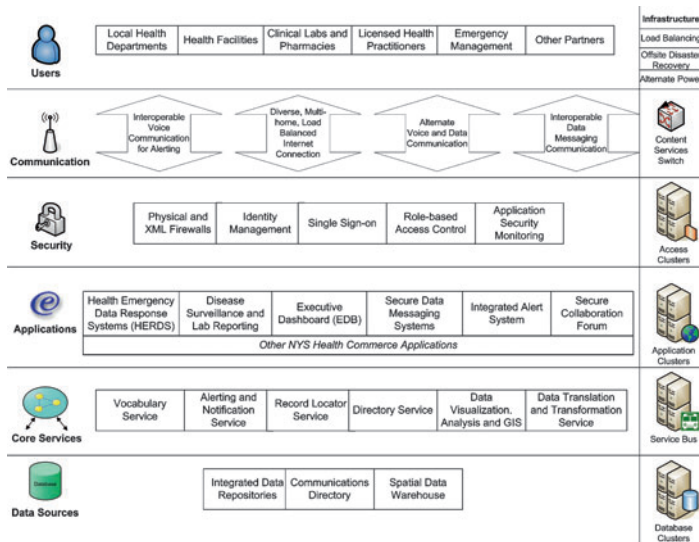 Local Health
Departments
Health Facilities
Clinical Labs and
Pharmacies
Licensed Health
Practitioners
Emergency
Management
Other Partners
Users
Infrastructure
Load Balancing
Offsite Disaster
Recovery
Alternate Power
Interoperable
Voice
Communication
for Alerting
Diverse, Multi-
home, Load
Balanced
Internet
Connection
Alternate
Voice and Data
Communication
Interoperable
Data
Messaging
Communication
Communication
Content
Services
Switch
Physical and
XML Firewalls
Identity
Management
Single Sign-on
Role-based
Access Control
Application
Security
Monitoring
Security
Access
Clusters
Health Emergency
Data Response
Systems (HERDS)
Disease
Surveillance and
Lab Reporting
Executive
Dashboard (EDB)
Secure Data
Messaging
Systems
Integrated Alert
System
Secure
Collaboration
Forum
Other NYS Health Commerce Applications
e
Applications
Application
Clusters
Vocabulary
Service
Alerting and
Notification
Service
Record Locator
Service
Directory Service
Data
Visualization.
Analysis and GIS
Data Translation
and Transformation
Service
Core Services
Service Bus
Database
Data Sources
Integrated Data
Repositories
Communications
Directory
Spatial Data
Warehouse
Database
Clusters